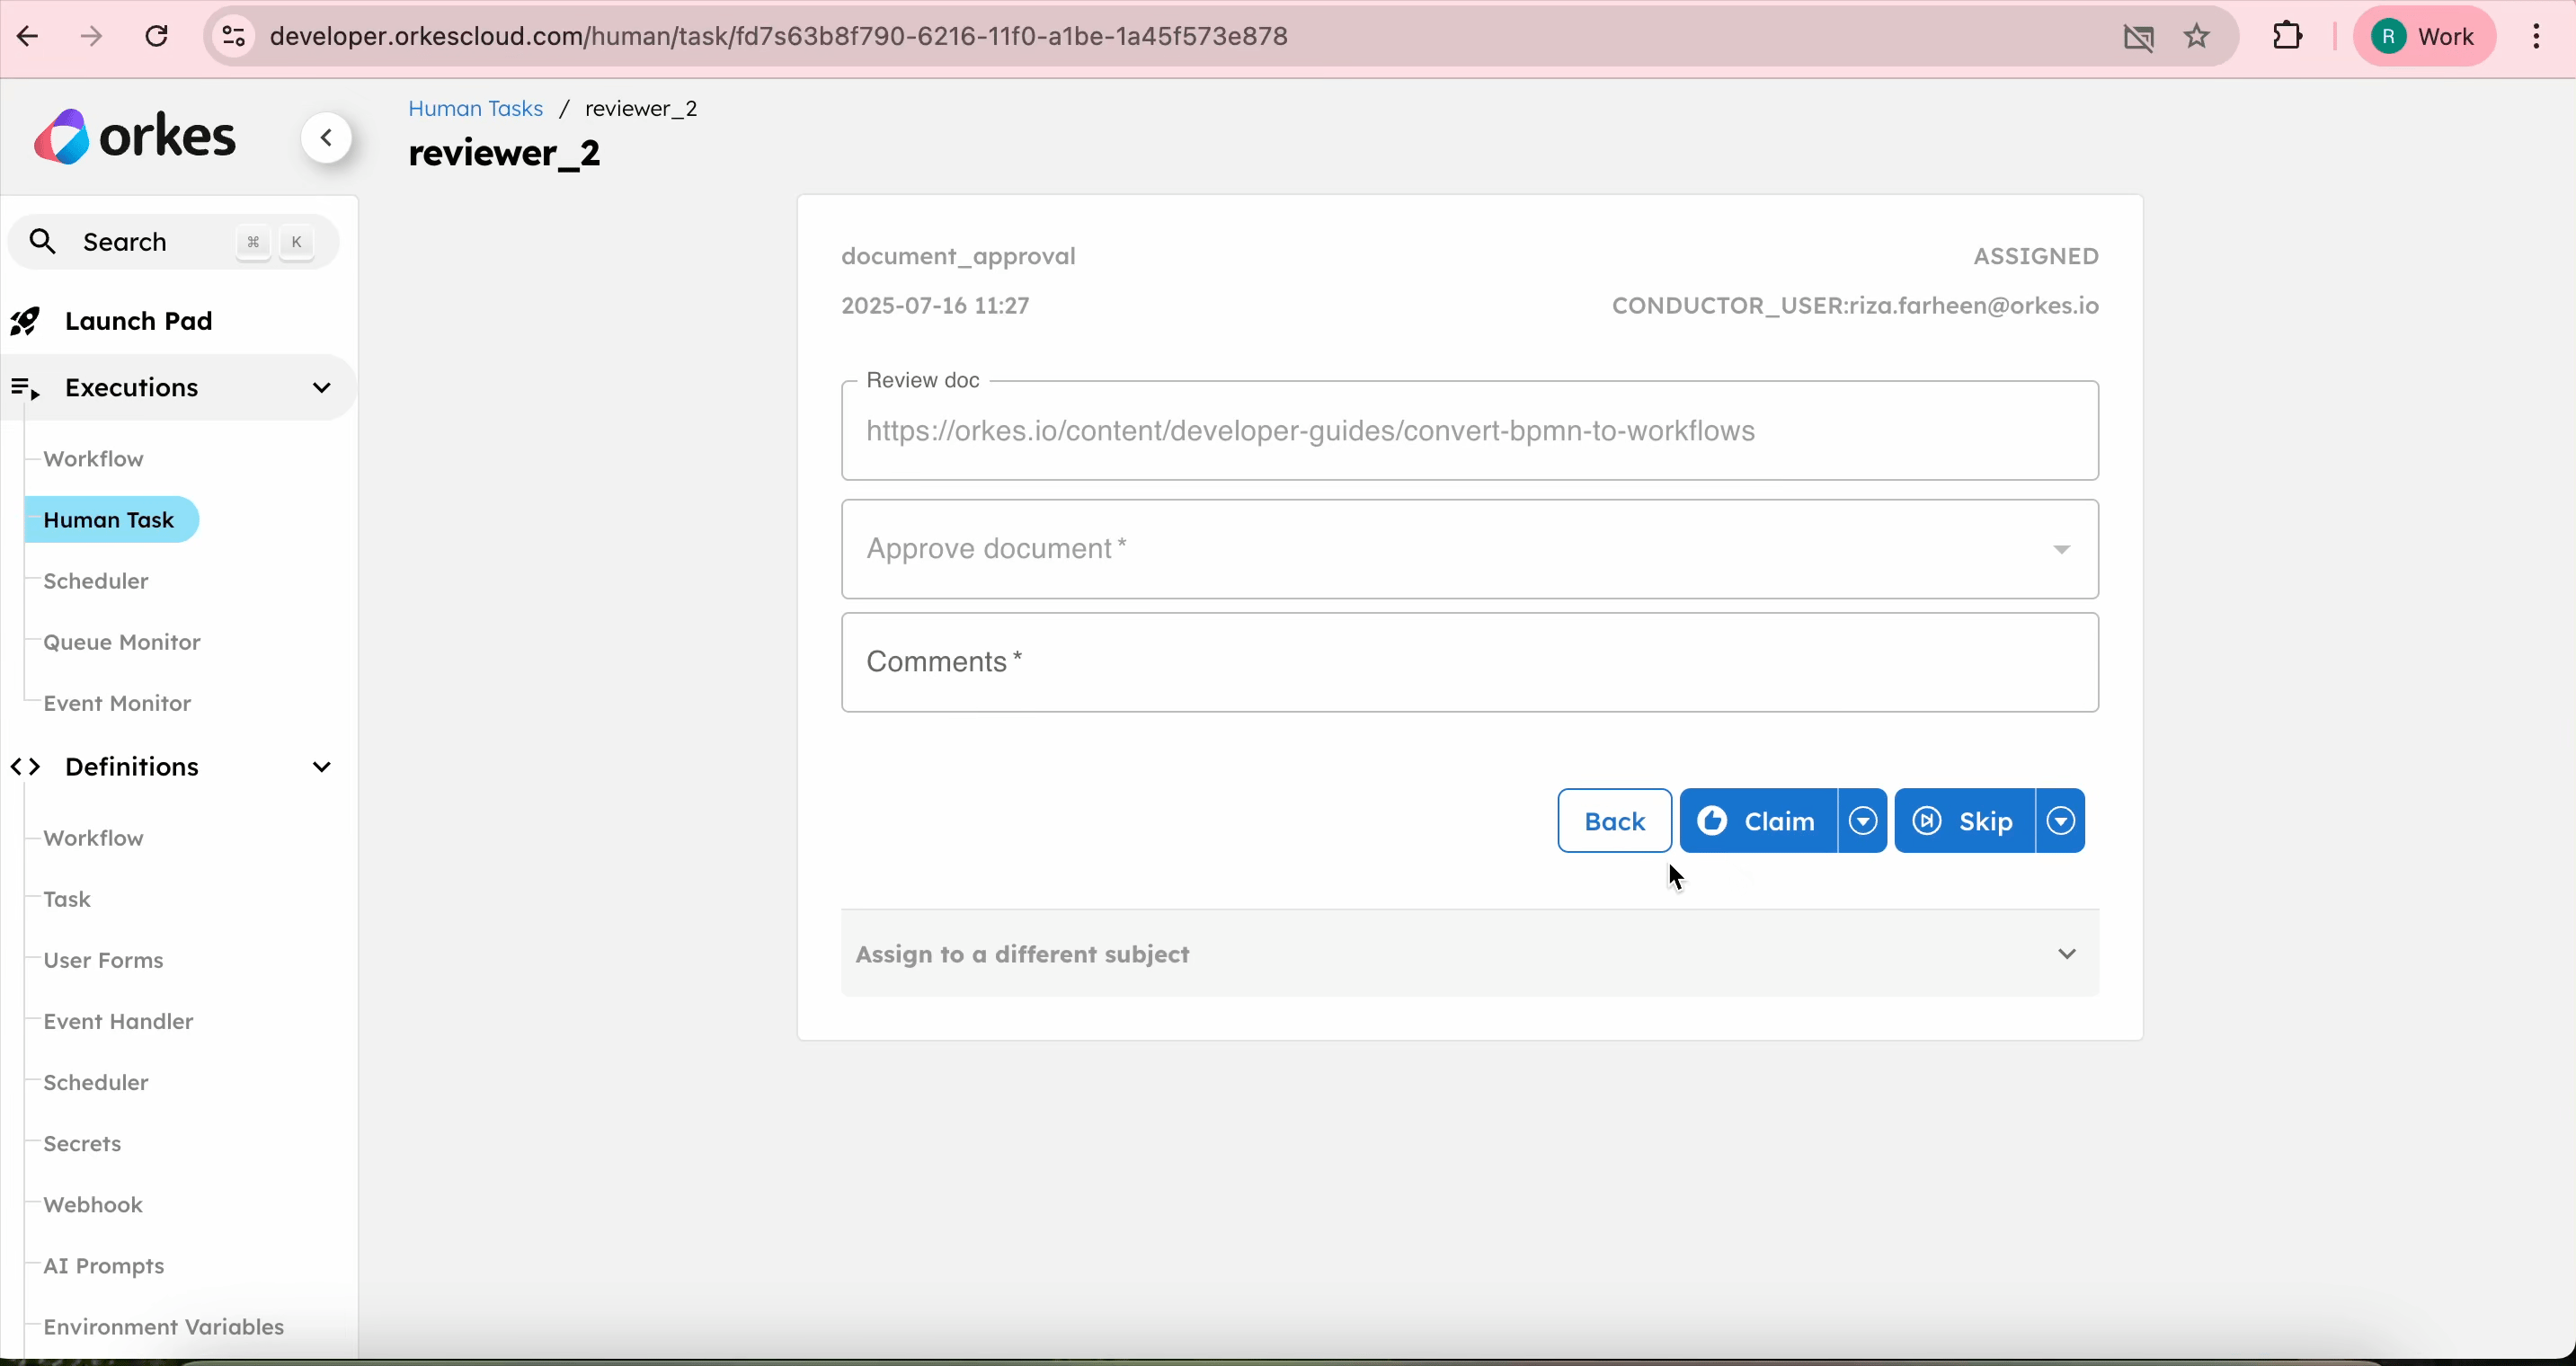 developer.orkescloud.com/human/task/fd7s63b8f790-6216-11f0-a1be-1a45f573e878
R Work
orkes
Human Tasks / reviewer_2
reviewer_2
Search ⌘ K
Launch Pad
Executions
Workflow
Human Task
Scheduler
Queue Monitor
Event Monitor
Definitions
Workflow
Task
User Forms
Event Handler
Scheduler
Secrets
Webhook
AI Prompts
Environment Variables
document_approval ASSIGNED
2025-07-16 11:27 CONDUCTOR_USER:riza.farheen@orkes.io
Review doc
https://orkes.io/content/developer-guides/convert-bpmn-to-workflows
Approve document *
Comments *
Back Claim Skip
Assign to a different subject